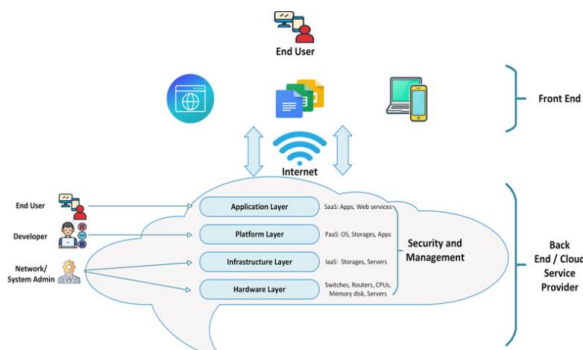 End User
Front End
Internet
End User
Application Layer
SaaS: Apps, Web services
Developer
Platform Layer
PaaS: OS, Storages, Apps
Security and
Management
Network/
System Admin
Infrastructure Layer
IaaS: Storages, Servers
Hardware Layer
Switches, Routers, CPUs,
Memory disk, Servers
Back
End / Cloud
Service
Provider